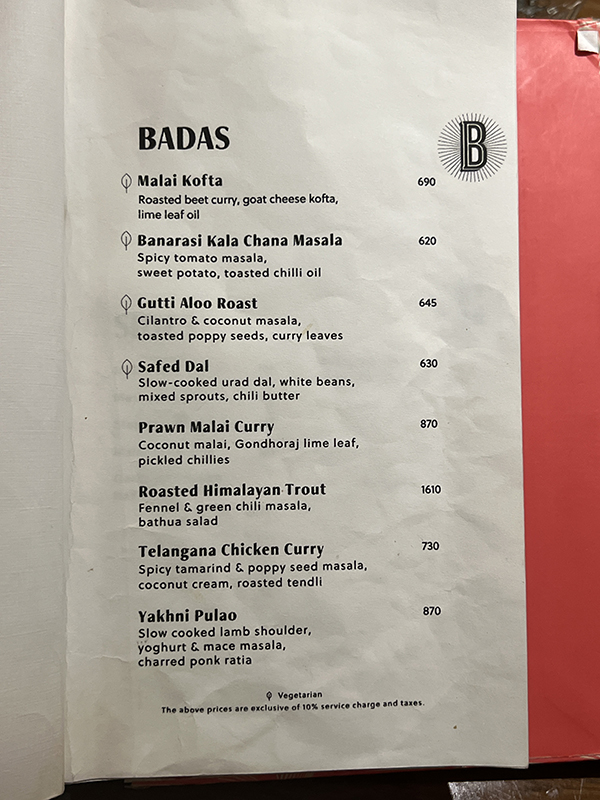 BADAS
B
Malai Kofta 690
Roasted beet curry, goat cheese kofta,
lime leaf oil
Banarasi Kala Chana Masala 620
Spicy tomato masala,
sweet potato, toasted chilli oil
Gutti Aloo Roast 645
Cilantro & coconut masala,
toasted poppy seeds, curry leaves
Safed Dal 630
Slow-cooked urad dal, white beans,
mixed sprouts, chili butter
Prawn Malai Curry 870
Coconut malai, Gondhoraj lime leaf,
pickled chillies
Roasted Himalayan Trout 1610
Fennel & green chili masala,
bathua salad
Telangana Chicken Curry 730
Spicy tamarind & poppy seed masala,
coconut cream, roasted tendli
Yakhni Pulao 870
Slow cooked lamb shoulder,
yoghurt & mace masala,
charred ponk ratia
Vegetarian
The above prices are exclusive of 10% service charge and taxes.